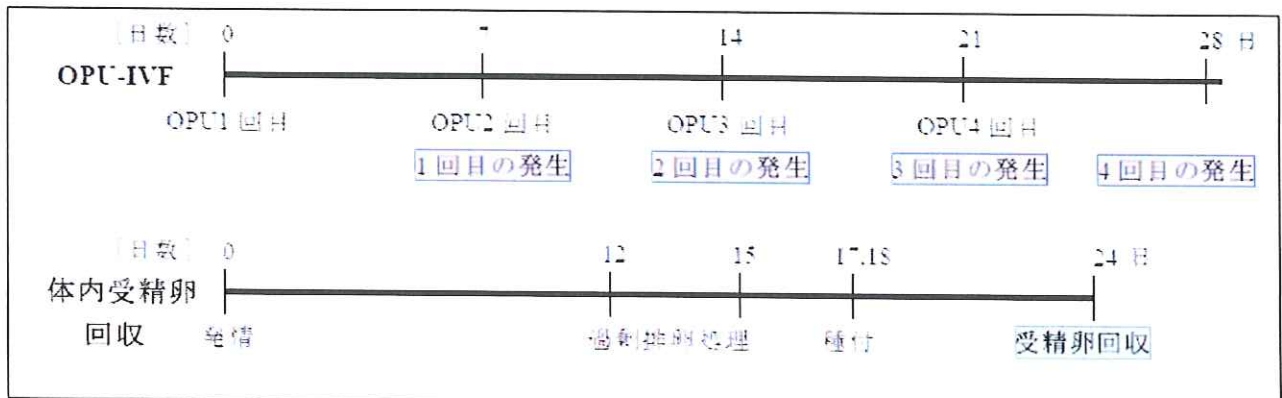 [日数] 0 14 21 28 日
OPU-IVF
OPU1 回目 OPU2 回目 OPU3 回目 OPU4 回目
1 回目の発生 2 回目の発生 3 回目の発生 4 回目の発生
[日数] 0 12 15 17,18 24 日
体内受精卵
回収
発情 過剰排卵処理 種付 受精卵回収